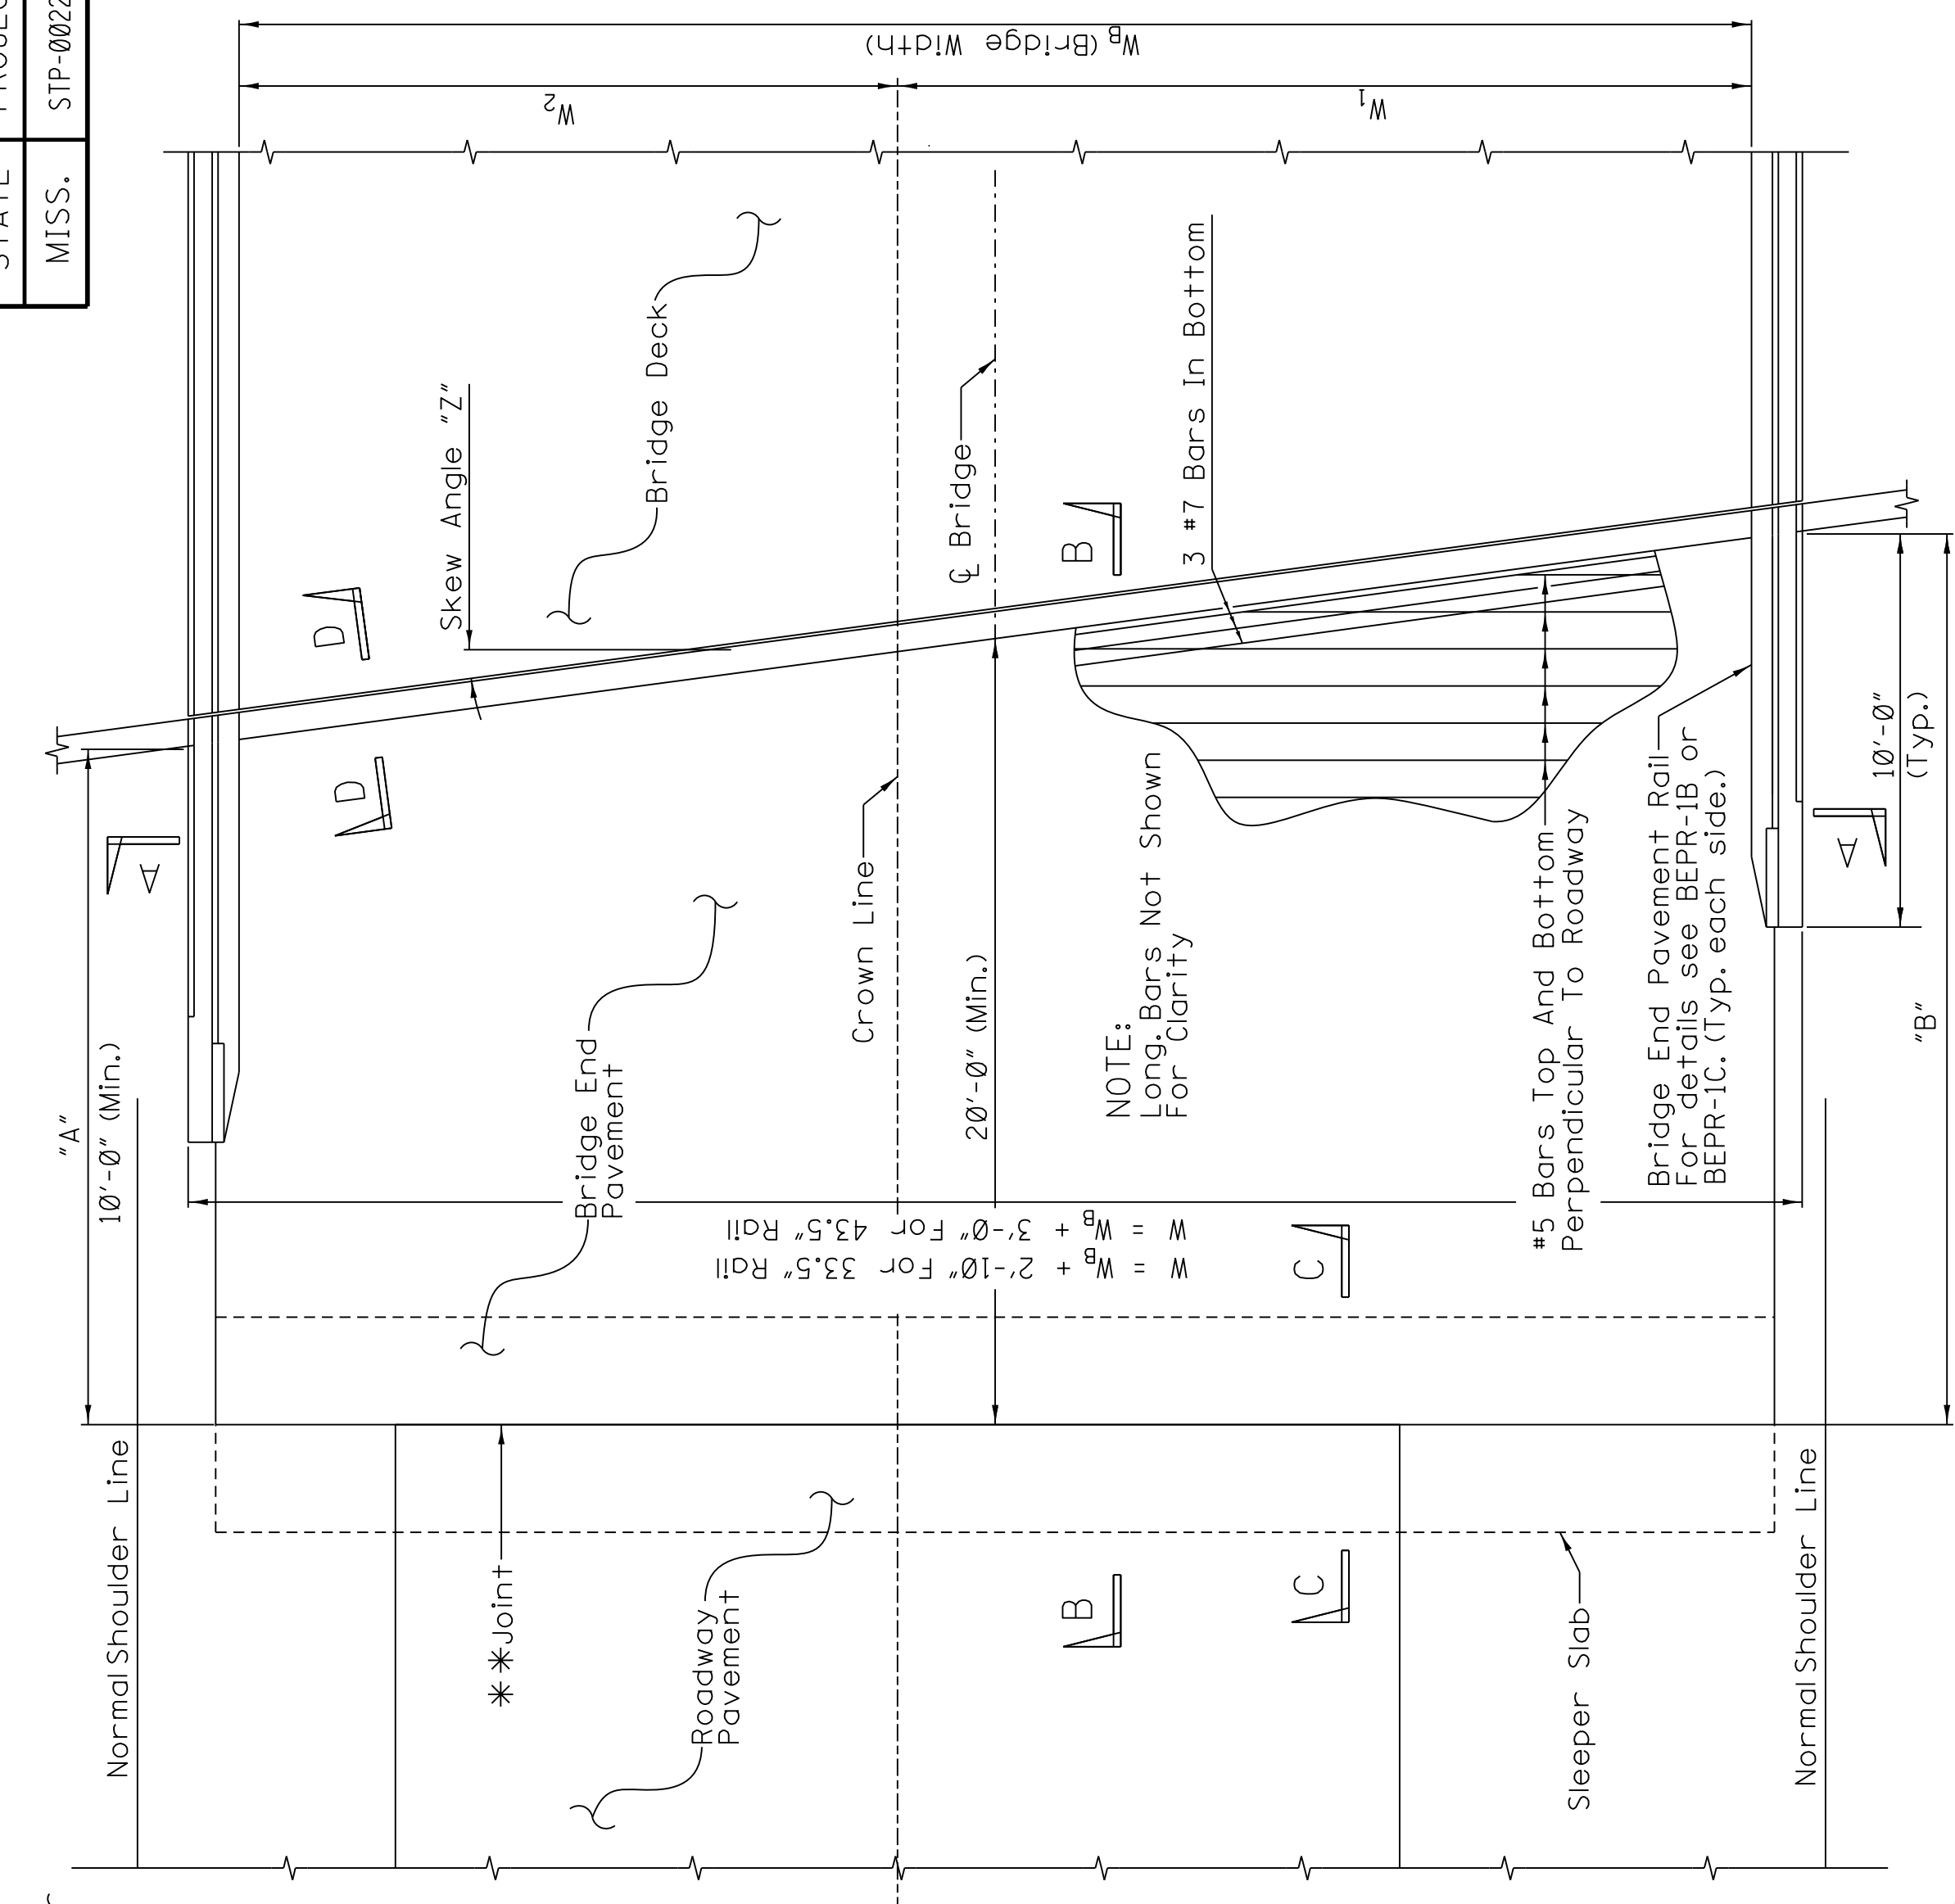 MISS.
STP-0022
W_B (Bridge Width)
W_2
W_1
Skew Angle "Z"
Bridge Deck
℄ Bridge
3 #7 Bars In Bottom
B
D
D
A
A
"A"
10'-0" (Min.)
Crown Line
20'-0" (Min.)
NOTE:
Long. Bars Not Shown
For Clarity
#5 Bars Top And Bottom
Perpendicular To Roadway
Bridge End Pavement Rail
For details see BEPR-1B or
BEPR-1C. (Typ. each side.)
10'-0"
(Typ.)
"B"
Bridge End
Pavement
W = W_B + 3'-0" For 43.5" Rail
W = W_B + 2'-10" For 33.5" Rail
C
Normal Shoulder Line
**Joint
Roadway
Pavement
B
C
Sleeper Slab
Normal Shoulder Line